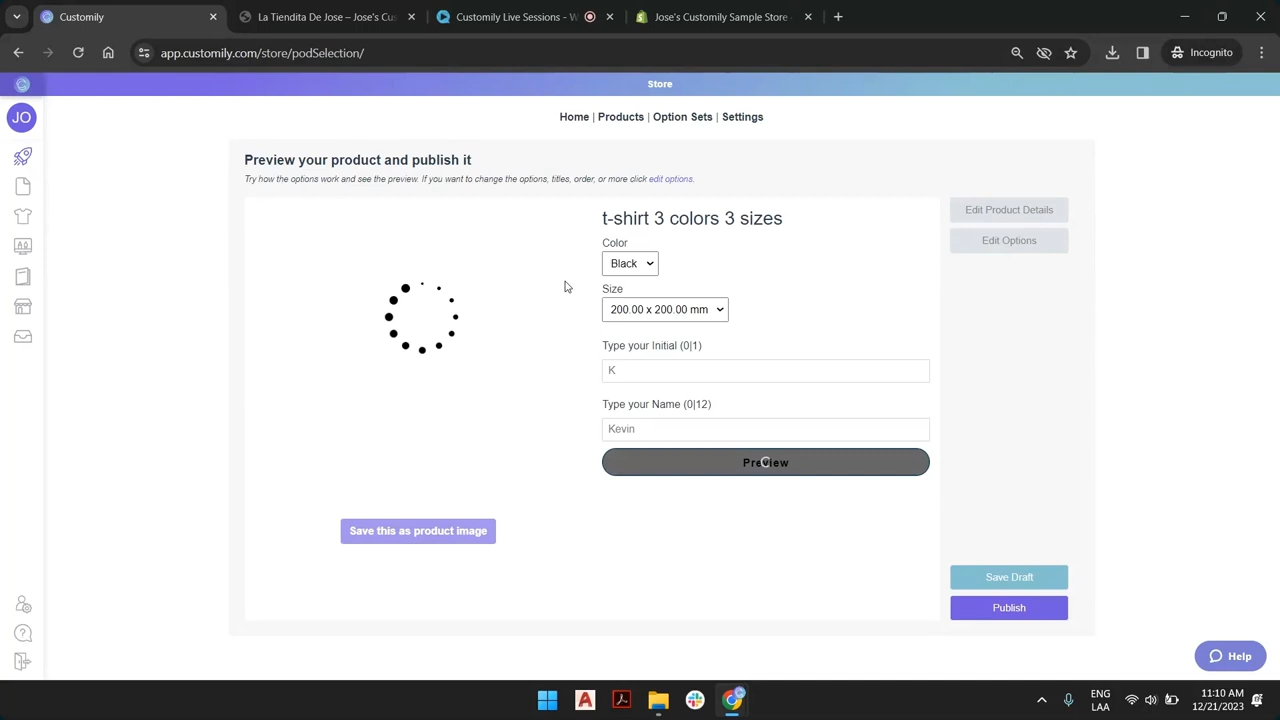 Customily
La Tiendita De Jose – Jose's Cus
Customily Live Sessions - W
Jose's Customily Sample Store
app.customily.com/store/podSelection/
Incognito
Store
JO
Home | Products | Option Sets | Settings
Preview your product and publish it
Try how the options work and see the preview. If you want to change the options, titles, order, or more click edit options.
t-shirt 3 colors 3 sizes
Color
Black
Size
200.00 x 200.00 mm
Type your Initial (0|1)
K
Type your Name (0|12)
Kevin
Preview
Save this as product image
Edit Product Details
Edit Options
Save Draft
Publish
Help
ENG
LAA
11:10 AM
12/21/2023